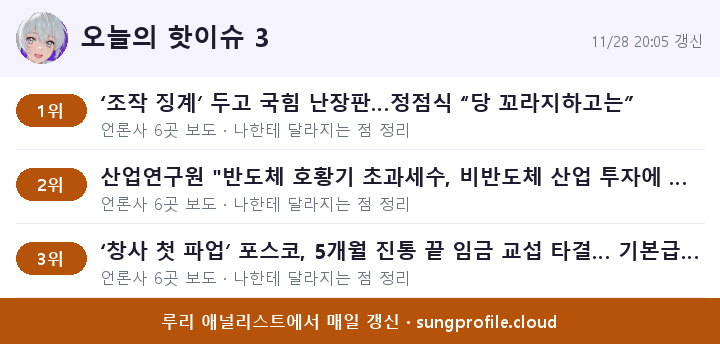 오늘의 핫이슈 3
11/28 20:05 갱신
1위
‘조작 징계’ 두고 국힘 난장판…정점식 “당 꼬라지하고는”
언론사 6곳 보도 · 나한테 달라지는 점 정리
2위
산업연구원 "반도체 호황기 초과세수, 비반도체 산업 투자에 …
언론사 6곳 보도 · 나한테 달라지는 점 정리
3위
‘창사 첫 파업’ 포스코, 5개월 진통 끝 임금 교섭 타결… 기본급…
언론사 6곳 보도 · 나한테 달라지는 점 정리
루리 애널리스트에서 매일 갱신 · sungprofile.cloud